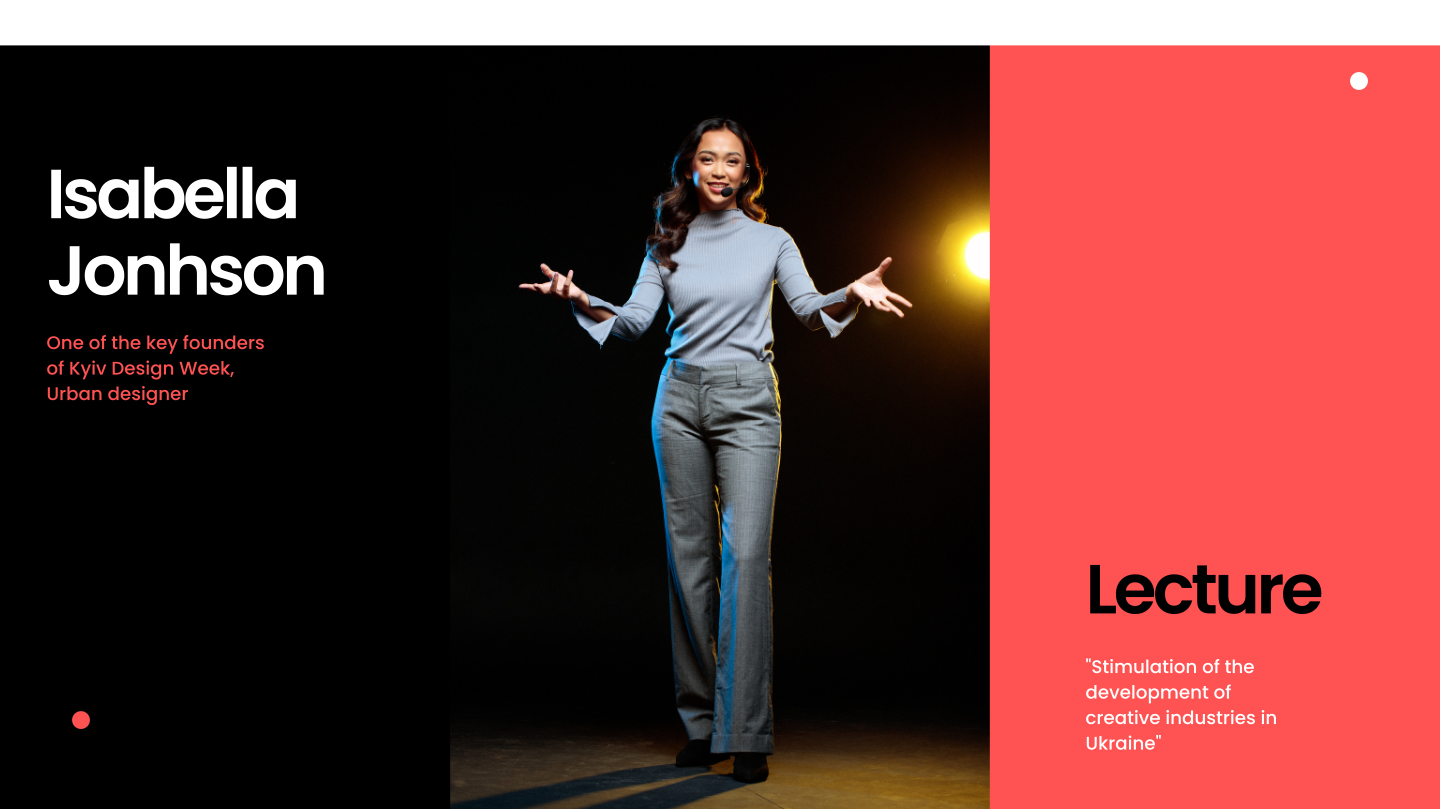 Isabella
Jonhson
One of the key founders
of Kyiv Design Week,
Urban designer
Lecture
"Stimulation of the
development of
creative industries in
Ukraine"